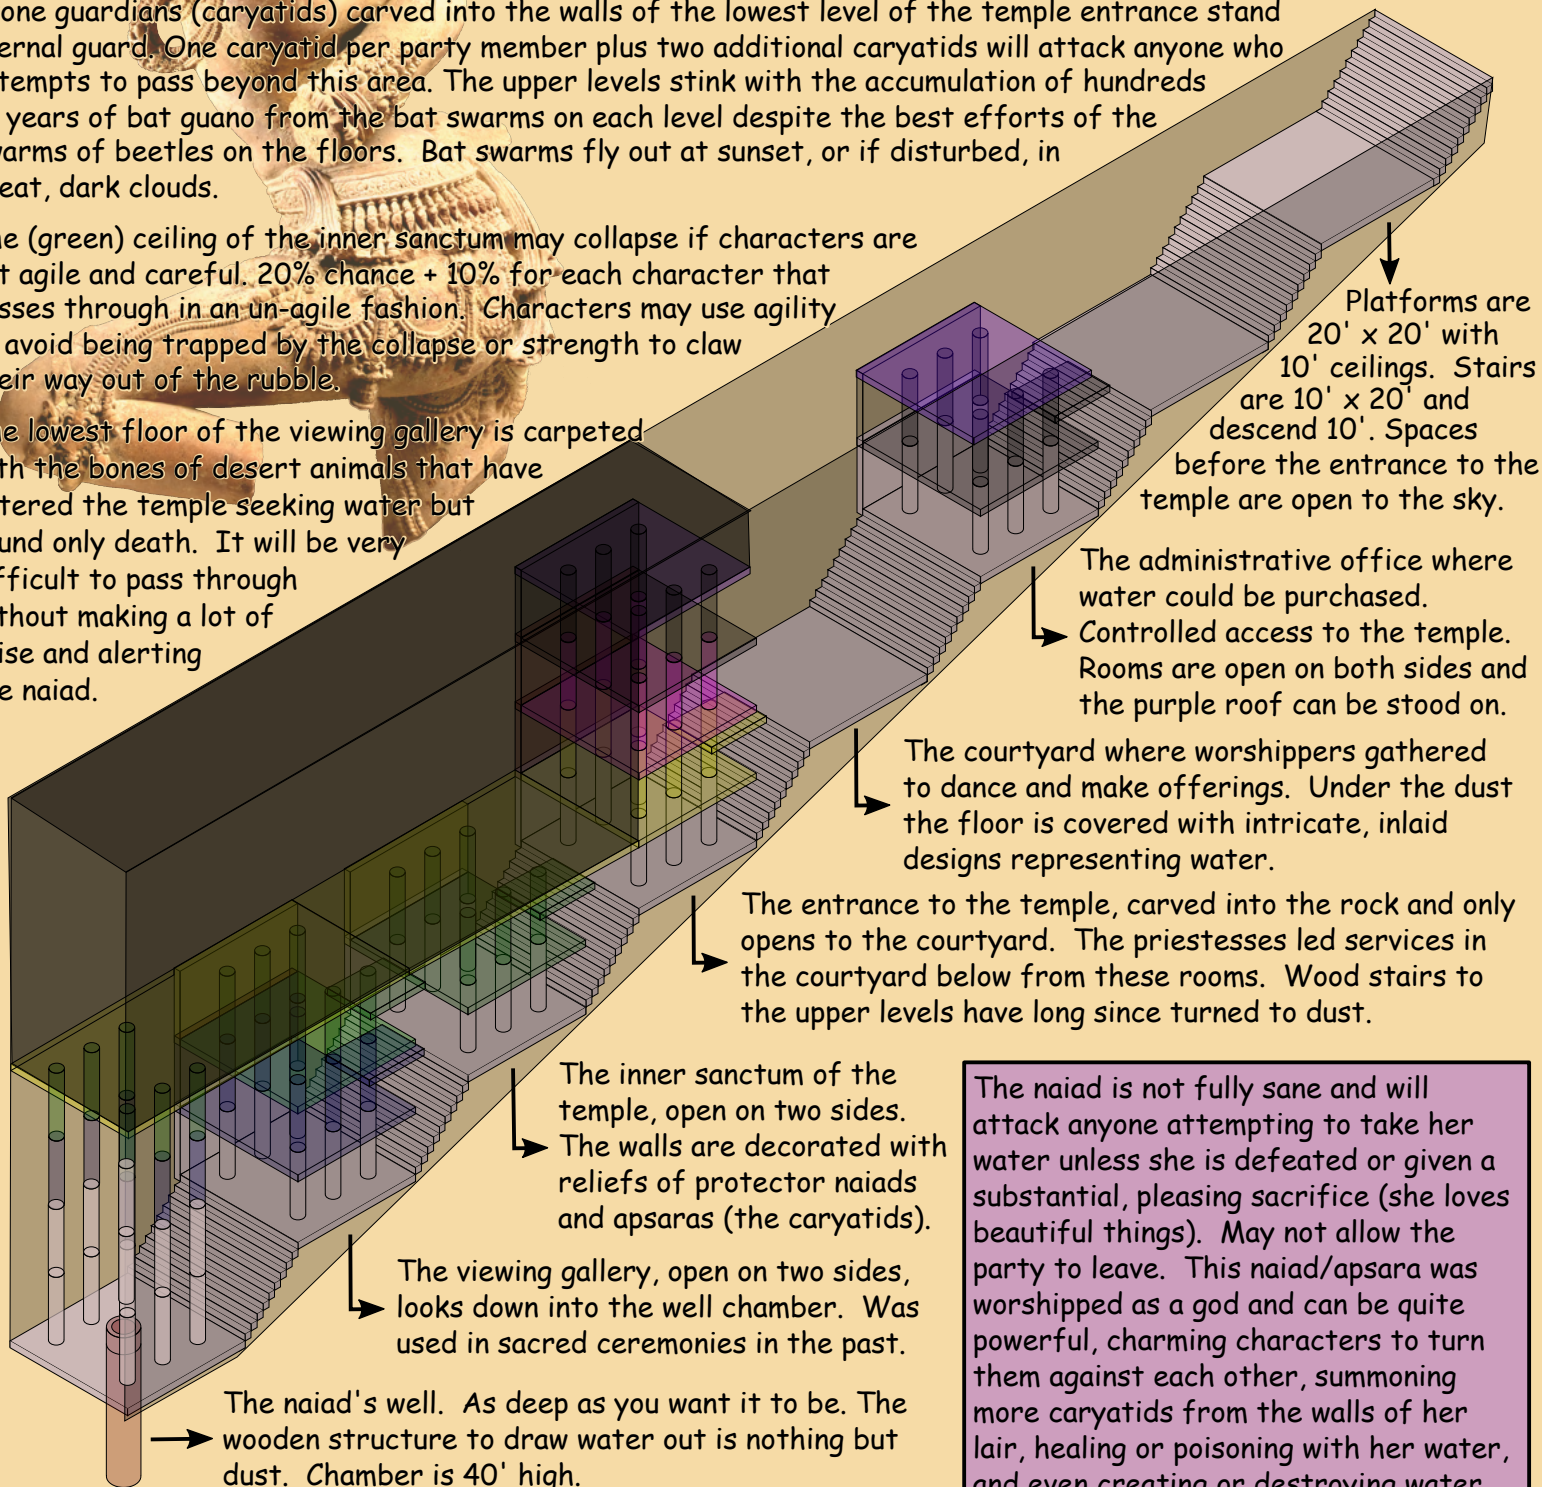 one guardians (caryatids) carved into the walls of the lowest level of the temple entrance stand
ernal guard. One caryatid per party member plus two additional caryatids will attack anyone who
tempts to pass beyond this area. The upper levels stink with the accumulation of hundreds
years of bat guano from the bat swarms on each level despite the best efforts of the
warms of beetles on the floors. Bat swarms fly out at sunset, or if disturbed, in
eat, dark clouds.
e (green) ceiling of the inner sanctum may collapse if characters are
t agile and careful. 20% chance + 10% for each character that
sses through in an un-agile fashion. Characters may use agility
avoid being trapped by the collapse or strength to claw
eir way out of the rubble.
e lowest floor of the viewing gallery is carpeted
th the bones of desert animals that have
tered the temple seeking water but
und only death. It will be very
fficult to pass through
thout making a lot of
ise and alerting
e naiad.
Platforms are
20' x 20' with
10' ceilings. Stairs
are 10' x 20' and
descend 10'. Spaces
before the entrance to the
temple are open to the sky.
The administrative office where
water could be purchased.
Controlled access to the temple.
Rooms are open on both sides and
the purple roof can be stood on.
The courtyard where worshippers gathered
to dance and make offerings. Under the dust
the floor is covered with intricate, inlaid
designs representing water.
The entrance to the temple, carved into the rock and only
opens to the courtyard. The priestesses led services in
the courtyard below from these rooms. Wood stairs to
the upper levels have long since turned to dust.
The inner sanctum of the
temple, open on two sides.
The walls are decorated with
reliefs of protector naiads
and apsaras (the caryatids).
The viewing gallery, open on two sides,
looks down into the well chamber. Was
used in sacred ceremonies in the past.
The naiad's well. As deep as you want it to be. The
wooden structure to draw water out is nothing but
dust. Chamber is 40' high.
The naiad is not fully sane and will
attack anyone attempting to take her
water unless she is defeated or given a
substantial, pleasing sacrifice (she loves
beautiful things). May not allow the
party to leave. This naiad/apsara was
worshipped as a god and can be quite
powerful, charming characters to turn
them against each other, summoning
more caryatids from the walls of her
lair, healing or poisoning with her water,
and even creating or destroying water